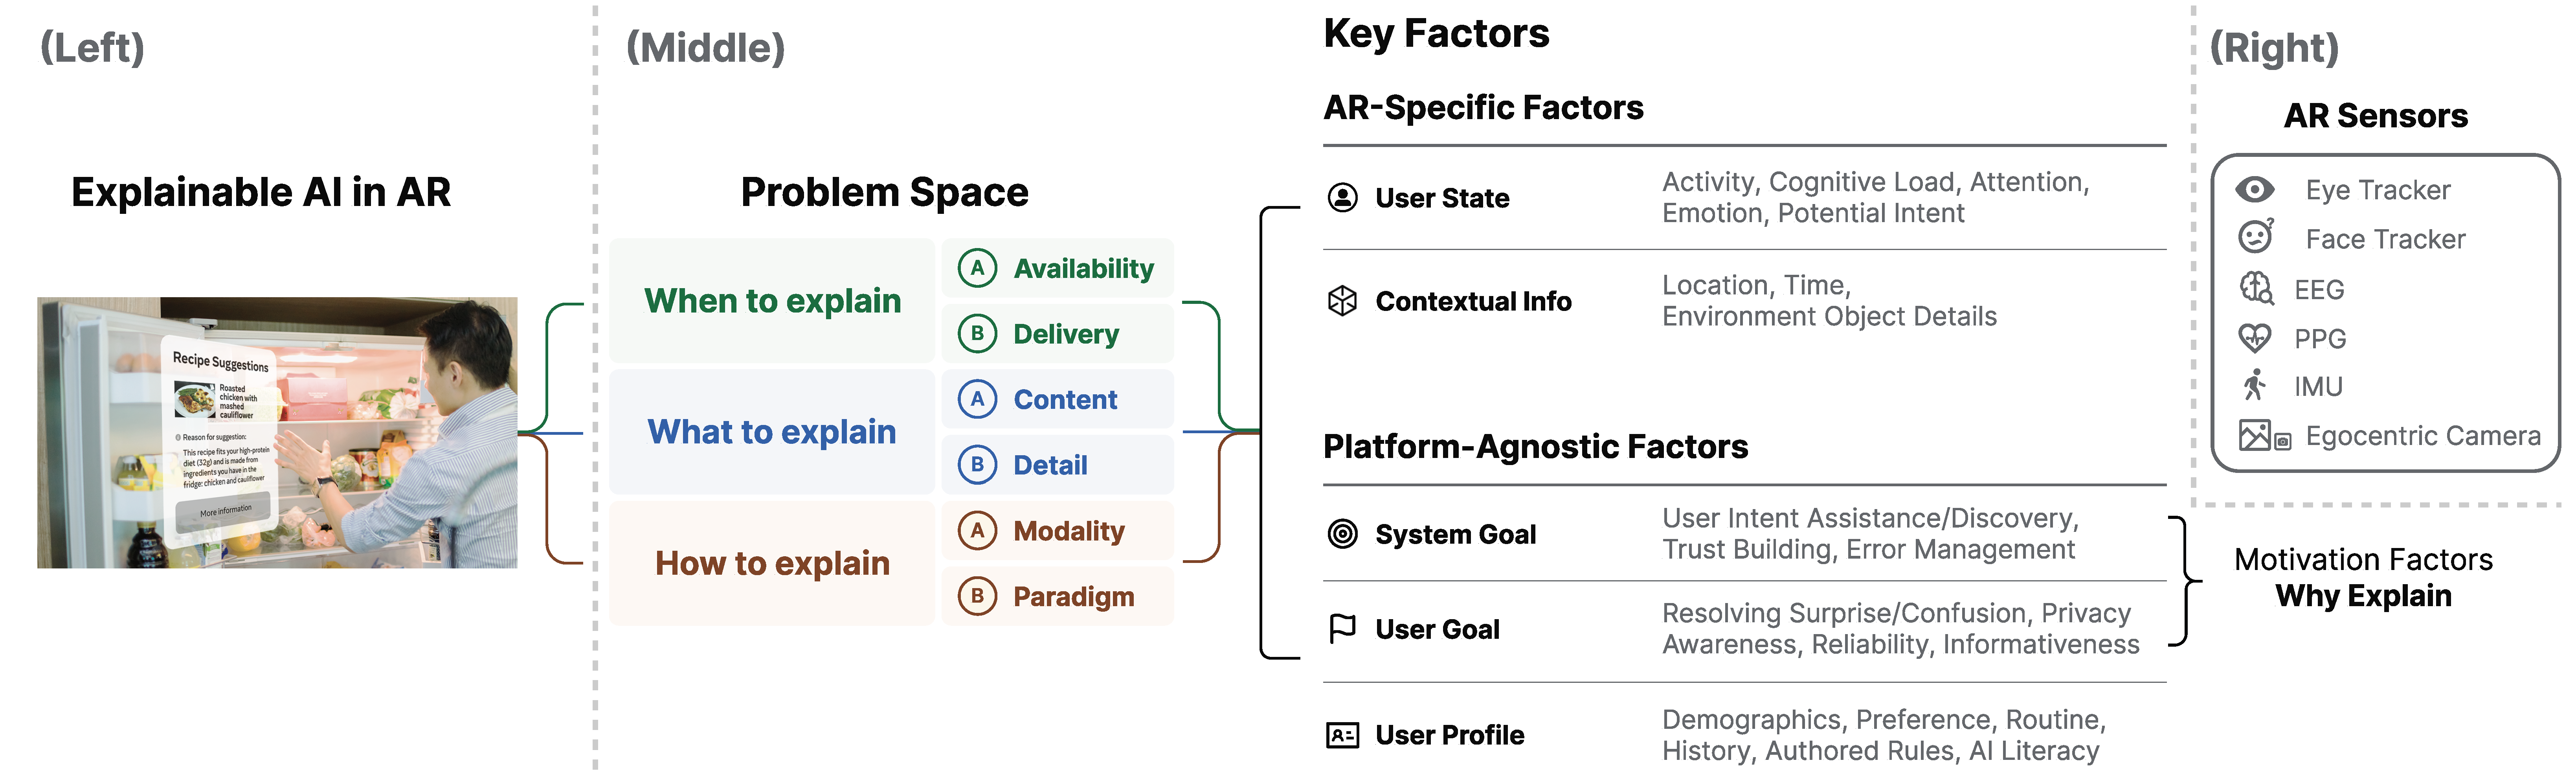 (Left)
Explainable AI in AR
Recipe Suggestions
Roasted
chicken with
mashed
cauliflower
Reason for suggestion:
This recipe fits your high-protein
diet (32g) and is made from
ingredients you have in the
fridge: chicken and cauliflower
More information
(Middle)
Problem Space
When to explain
A Availability
B Delivery
What to explain
A Content
B Detail
How to explain
A Modality
B Paradigm
Key Factors
AR-Specific Factors
User State
Activity, Cognitive Load, Attention,
Emotion, Potential Intent
Contextual Info
Location, Time,
Environment Object Details
Platform-Agnostic Factors
System Goal
User Intent Assistance/Discovery,
Trust Building, Error Management
User Goal
Resolving Surprise/Confusion, Privacy
Awareness, Reliability, Informativeness
User Profile
Demographics, Preference, Routine,
History, Authored Rules, AI Literacy
(Right)
AR Sensors
Eye Tracker
Face Tracker
EEG
PPG
IMU
Egocentric Camera
Motivation Factors
Why Explain